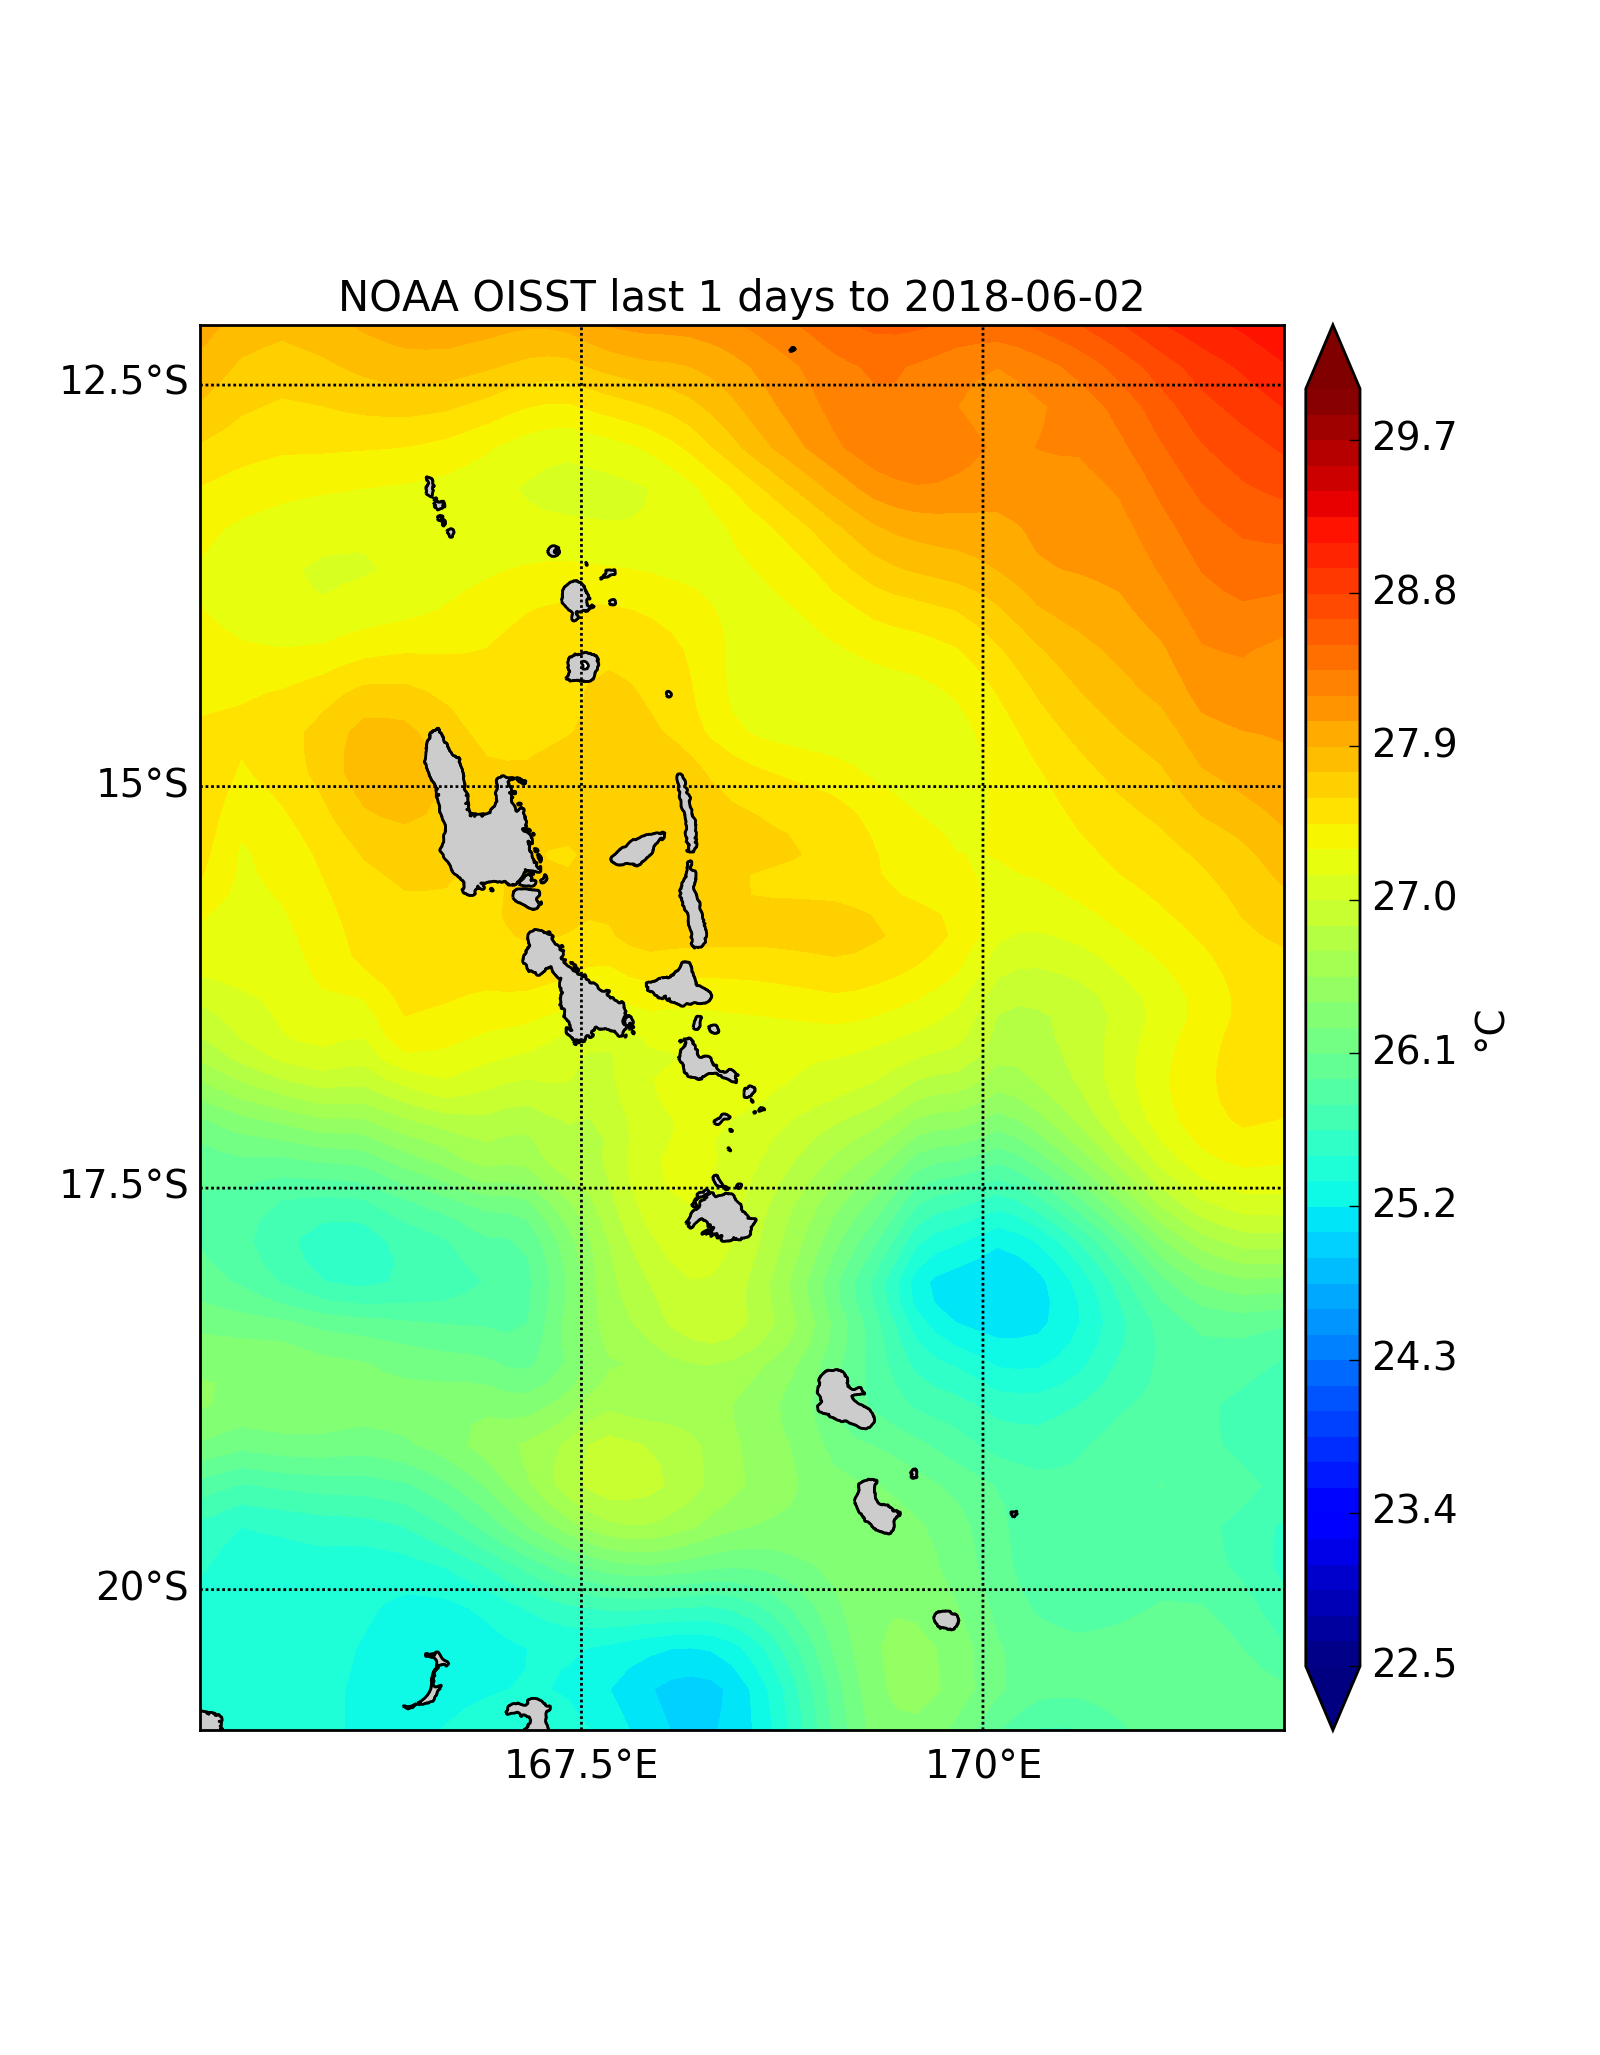 NOAA OISST last 1 days to 2018-06-02
12.5°S
15°S
17.5°S
20°S
167.5°E
170°E
29.7
28.8
27.9
27.0
26.1
25.2
24.3
23.4
22.5
°C